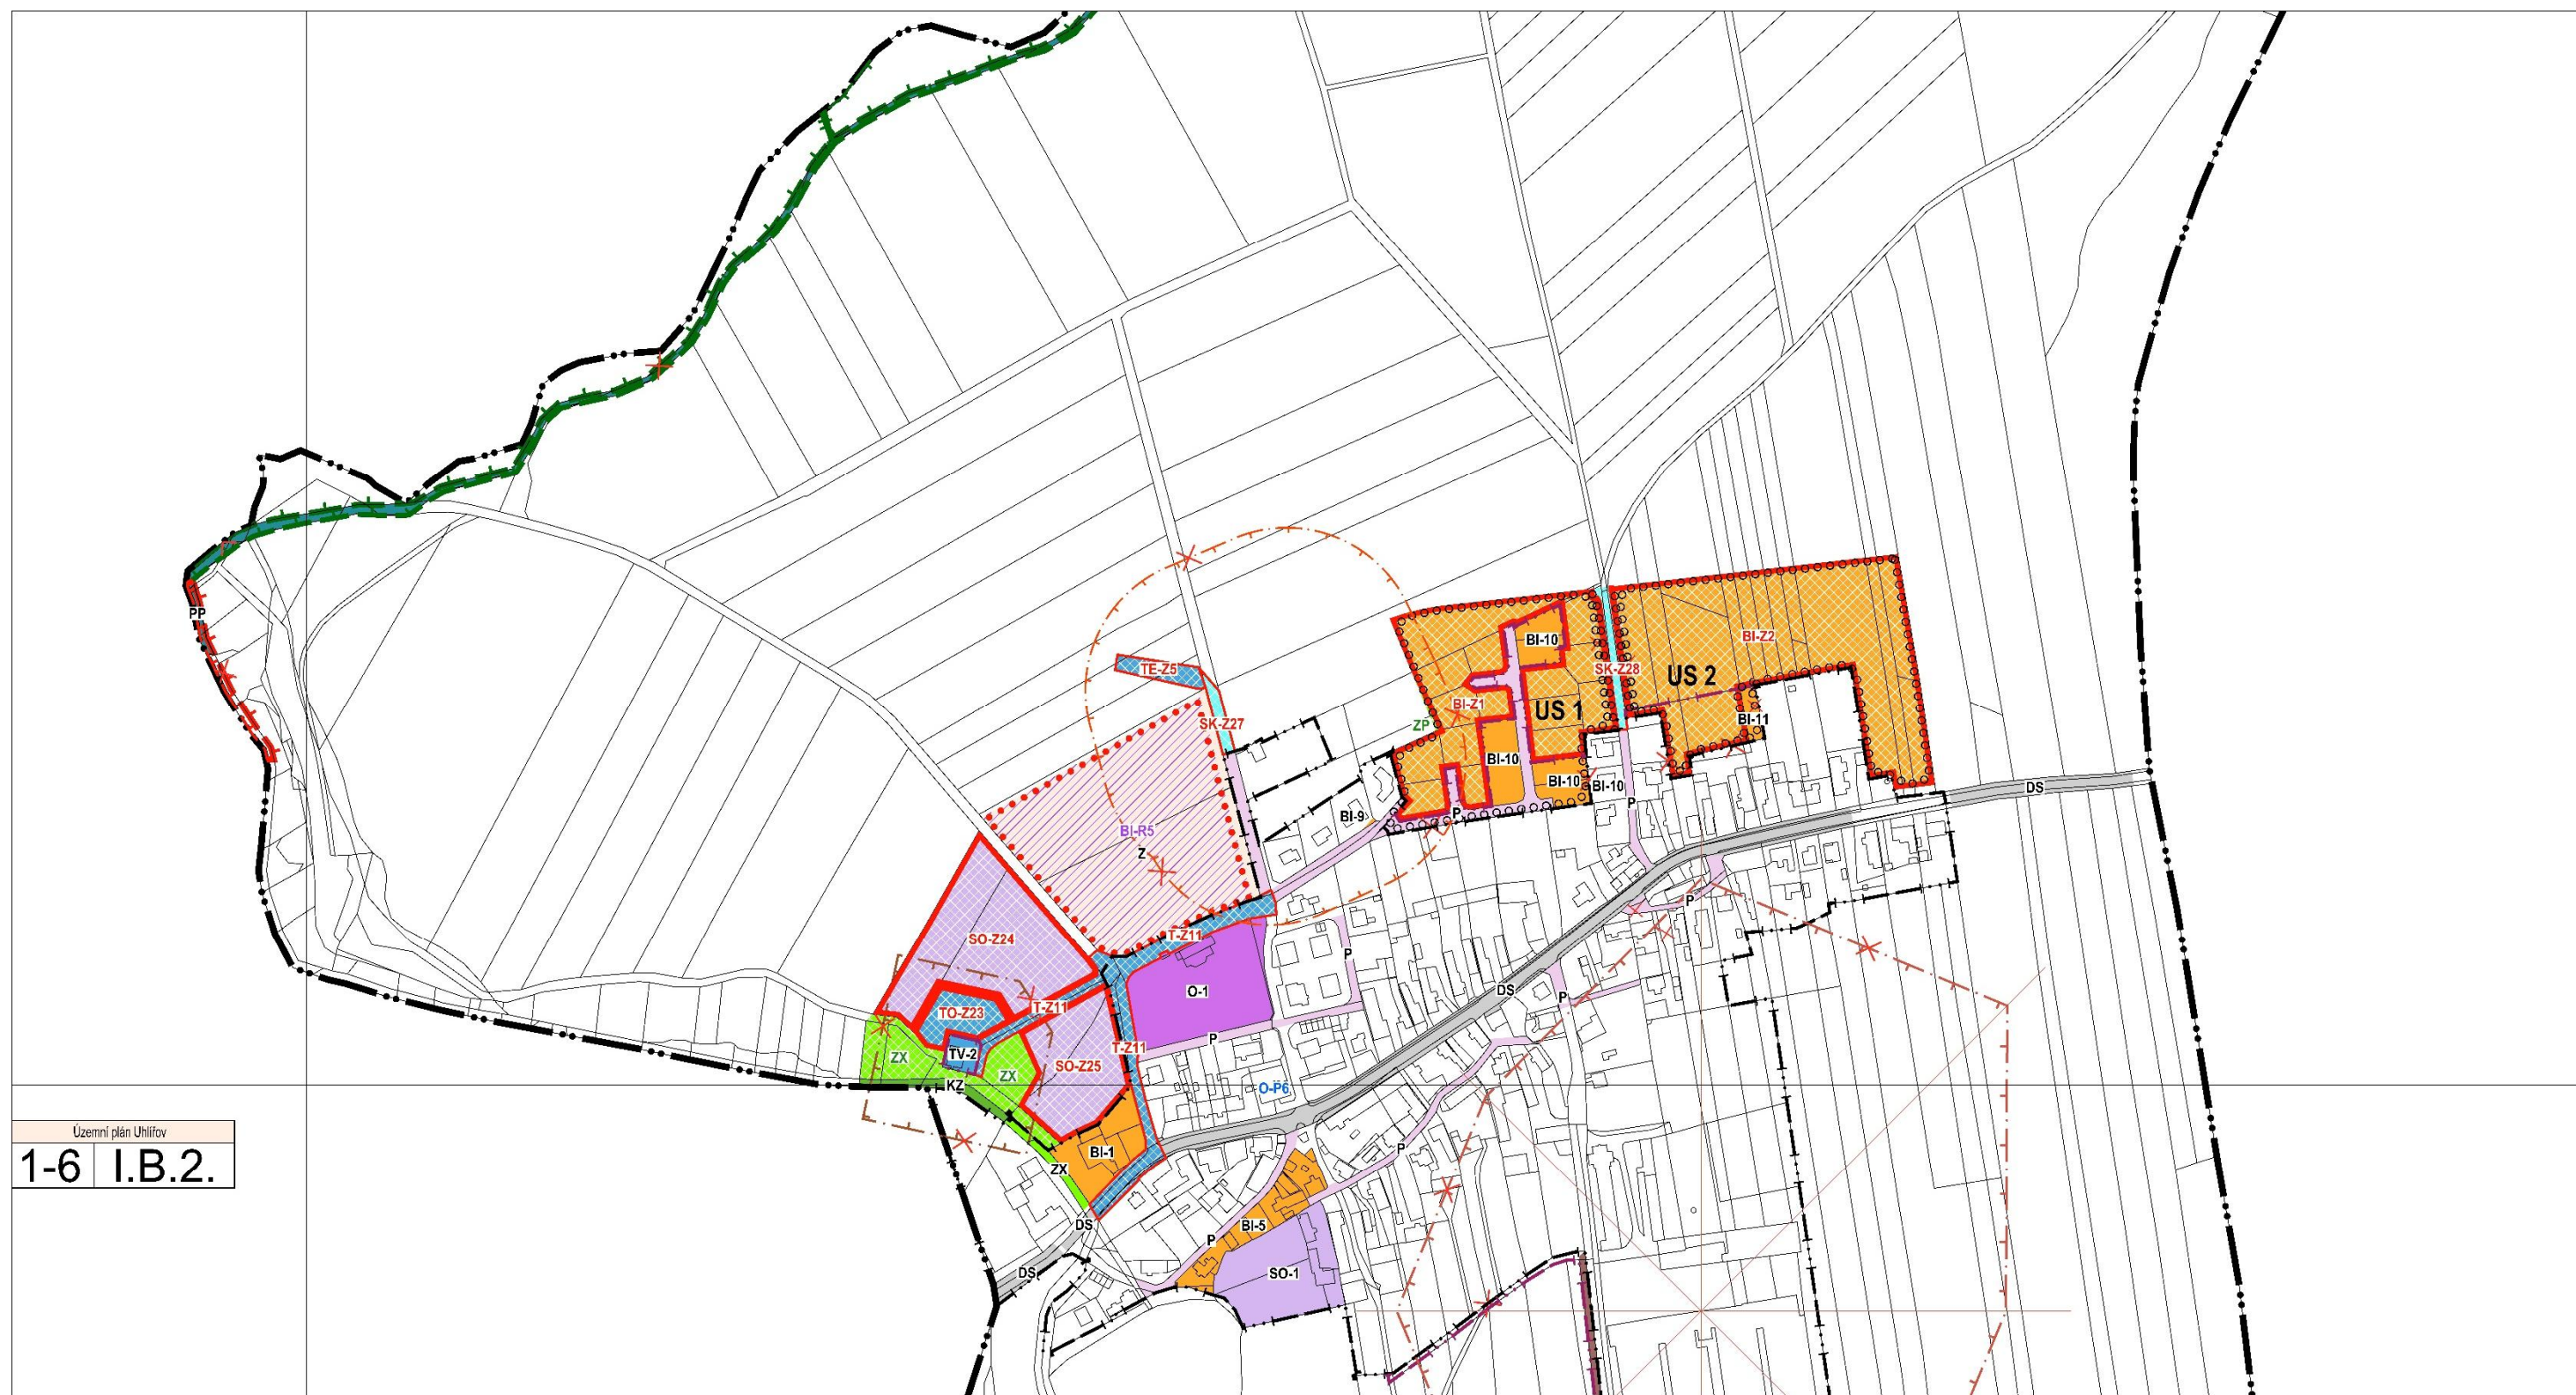 PP
BI-10
BI-Z2
TE-Z5
SK-Z28
US 2
BI-Z1
US 1
SK-Z27
ZP
BI-11
BI-10
BI-10
BI-10
DS
P
P
BI-9
BI-R5
Z
P
T-Z11
SO-Z24
P
O-1
DS
P
T-Z11
TO-Z23
P
T-Z11
TV-2
ZX
SO-Z25
ZX
KZ
O-P6
Územní plán Uhlířov
1-6 I.B.2.
BI-1
P
ZX
DS
BI-5
P
DS
SO-1